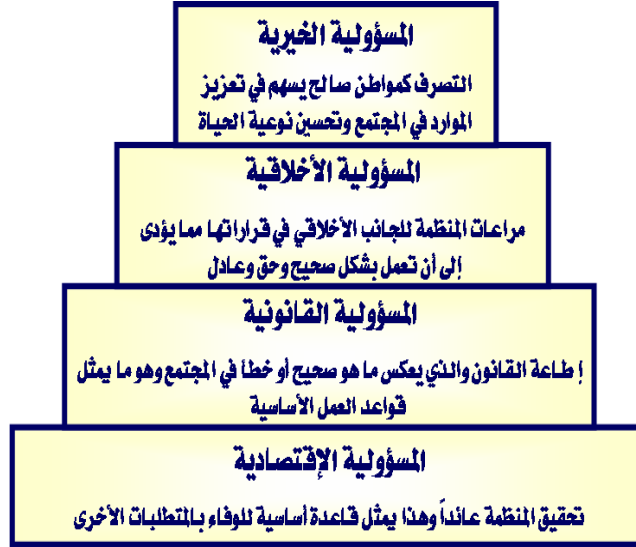 المسؤولية الخيرية
التصرف كمواطن صالح يسهم في تعزيز
الموارد في المجتمع وتحسين نوعية الحياة
المسؤولية الأخلاقية
مراعات المنظمة للجانب الأخلاقي في قراراتها مما يؤدى
إلى أن تعمل بشكل صحيح وحق وعادل
المسؤولية القانونية
إطاعة القانون والذي يعكس ما هو صحيح أو خطأ في المجتمع وهو ما يمثل
قواعد العمل الأساسية
المسؤولية الإقتصادية
تحقيق المنظمة عائداً وهذا يمثل قاعدة أساسية للوفاء بالمتطلبات الأخرى